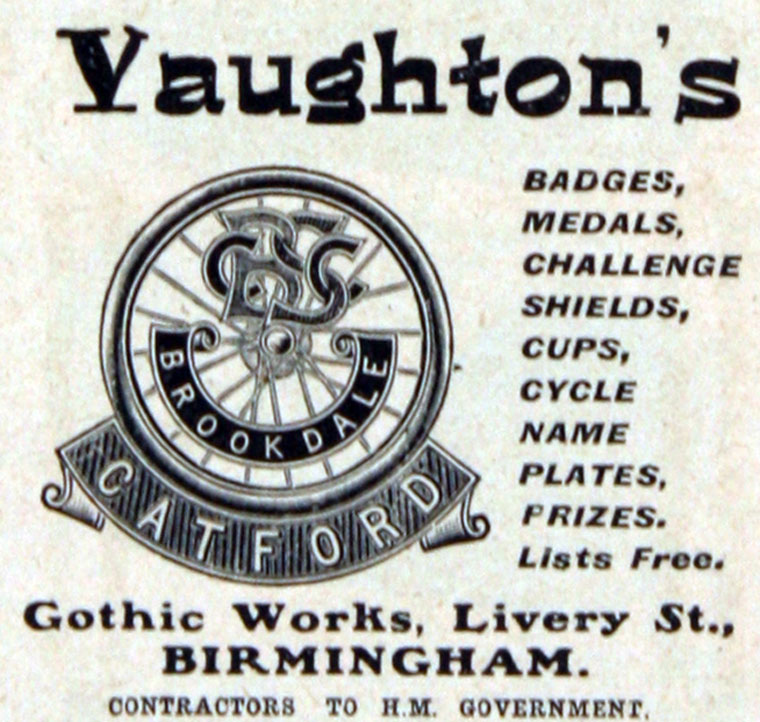 Vaughton's
BADGES,
MEDALS,
CHALLENGE
SHIELDS,
CUPS,
CYCLE
NAME
PLATES,
PRIZES.
Lists Free.
BROOKDALE
CATFORD
Gothic Works, Livery St.,
BIRMINGHAM.
CONTRACTORS TO H.M. GOVERNMENT.